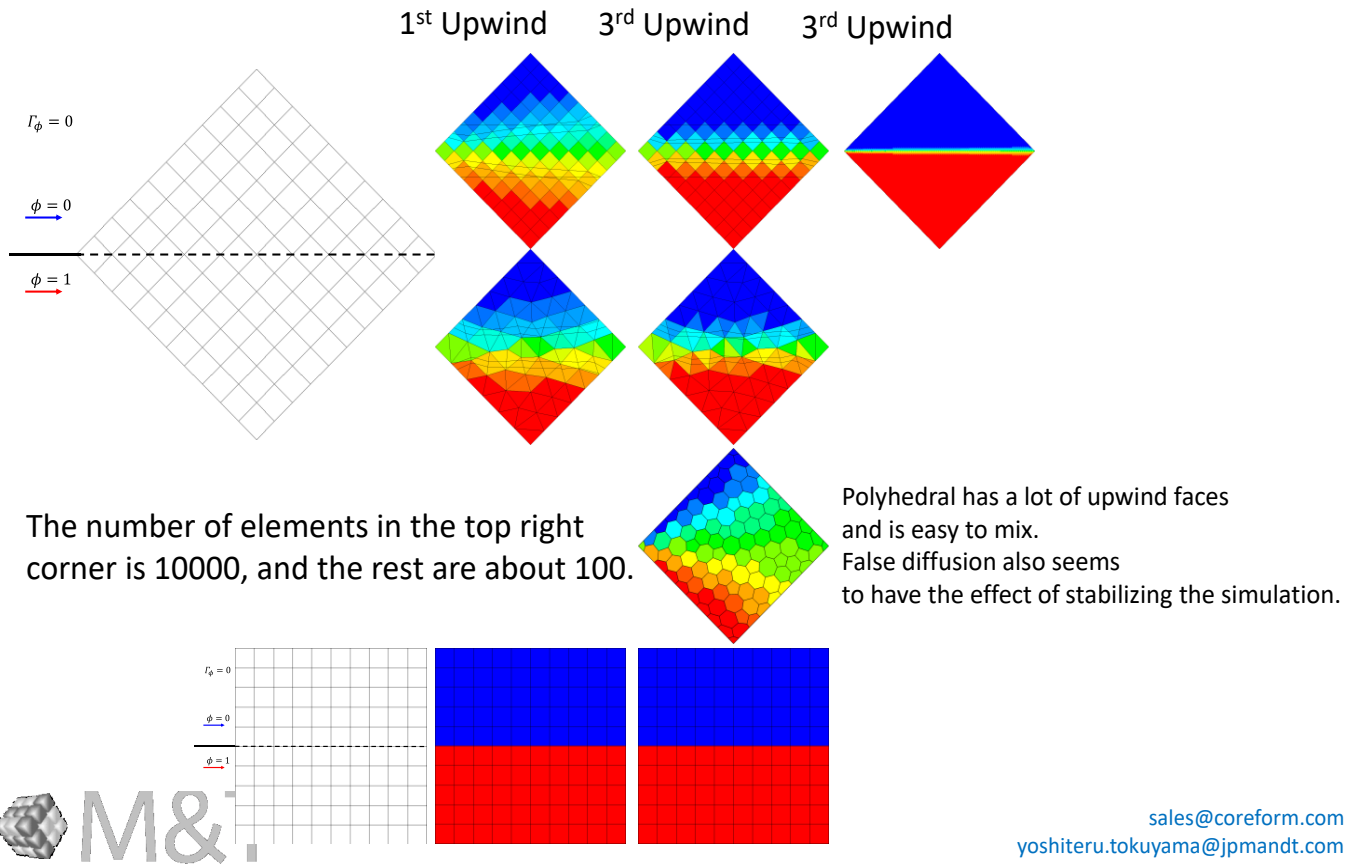 1st Upwind 3rd Upwind 3rd Upwind
Γϕ = 0
ϕ = 0
ϕ = 1
The number of elements in the top right
corner is 10000, and the rest are about 100.
Polyhedral has a lot of upwind faces
and is easy to mix.
False diffusion also seems
to have the effect of stabilizing the simulation.
Γϕ = 0
ϕ = 0
ϕ = 1
M&
sales@coreform.com
yoshiteru.tokuyama@jpmandt.com